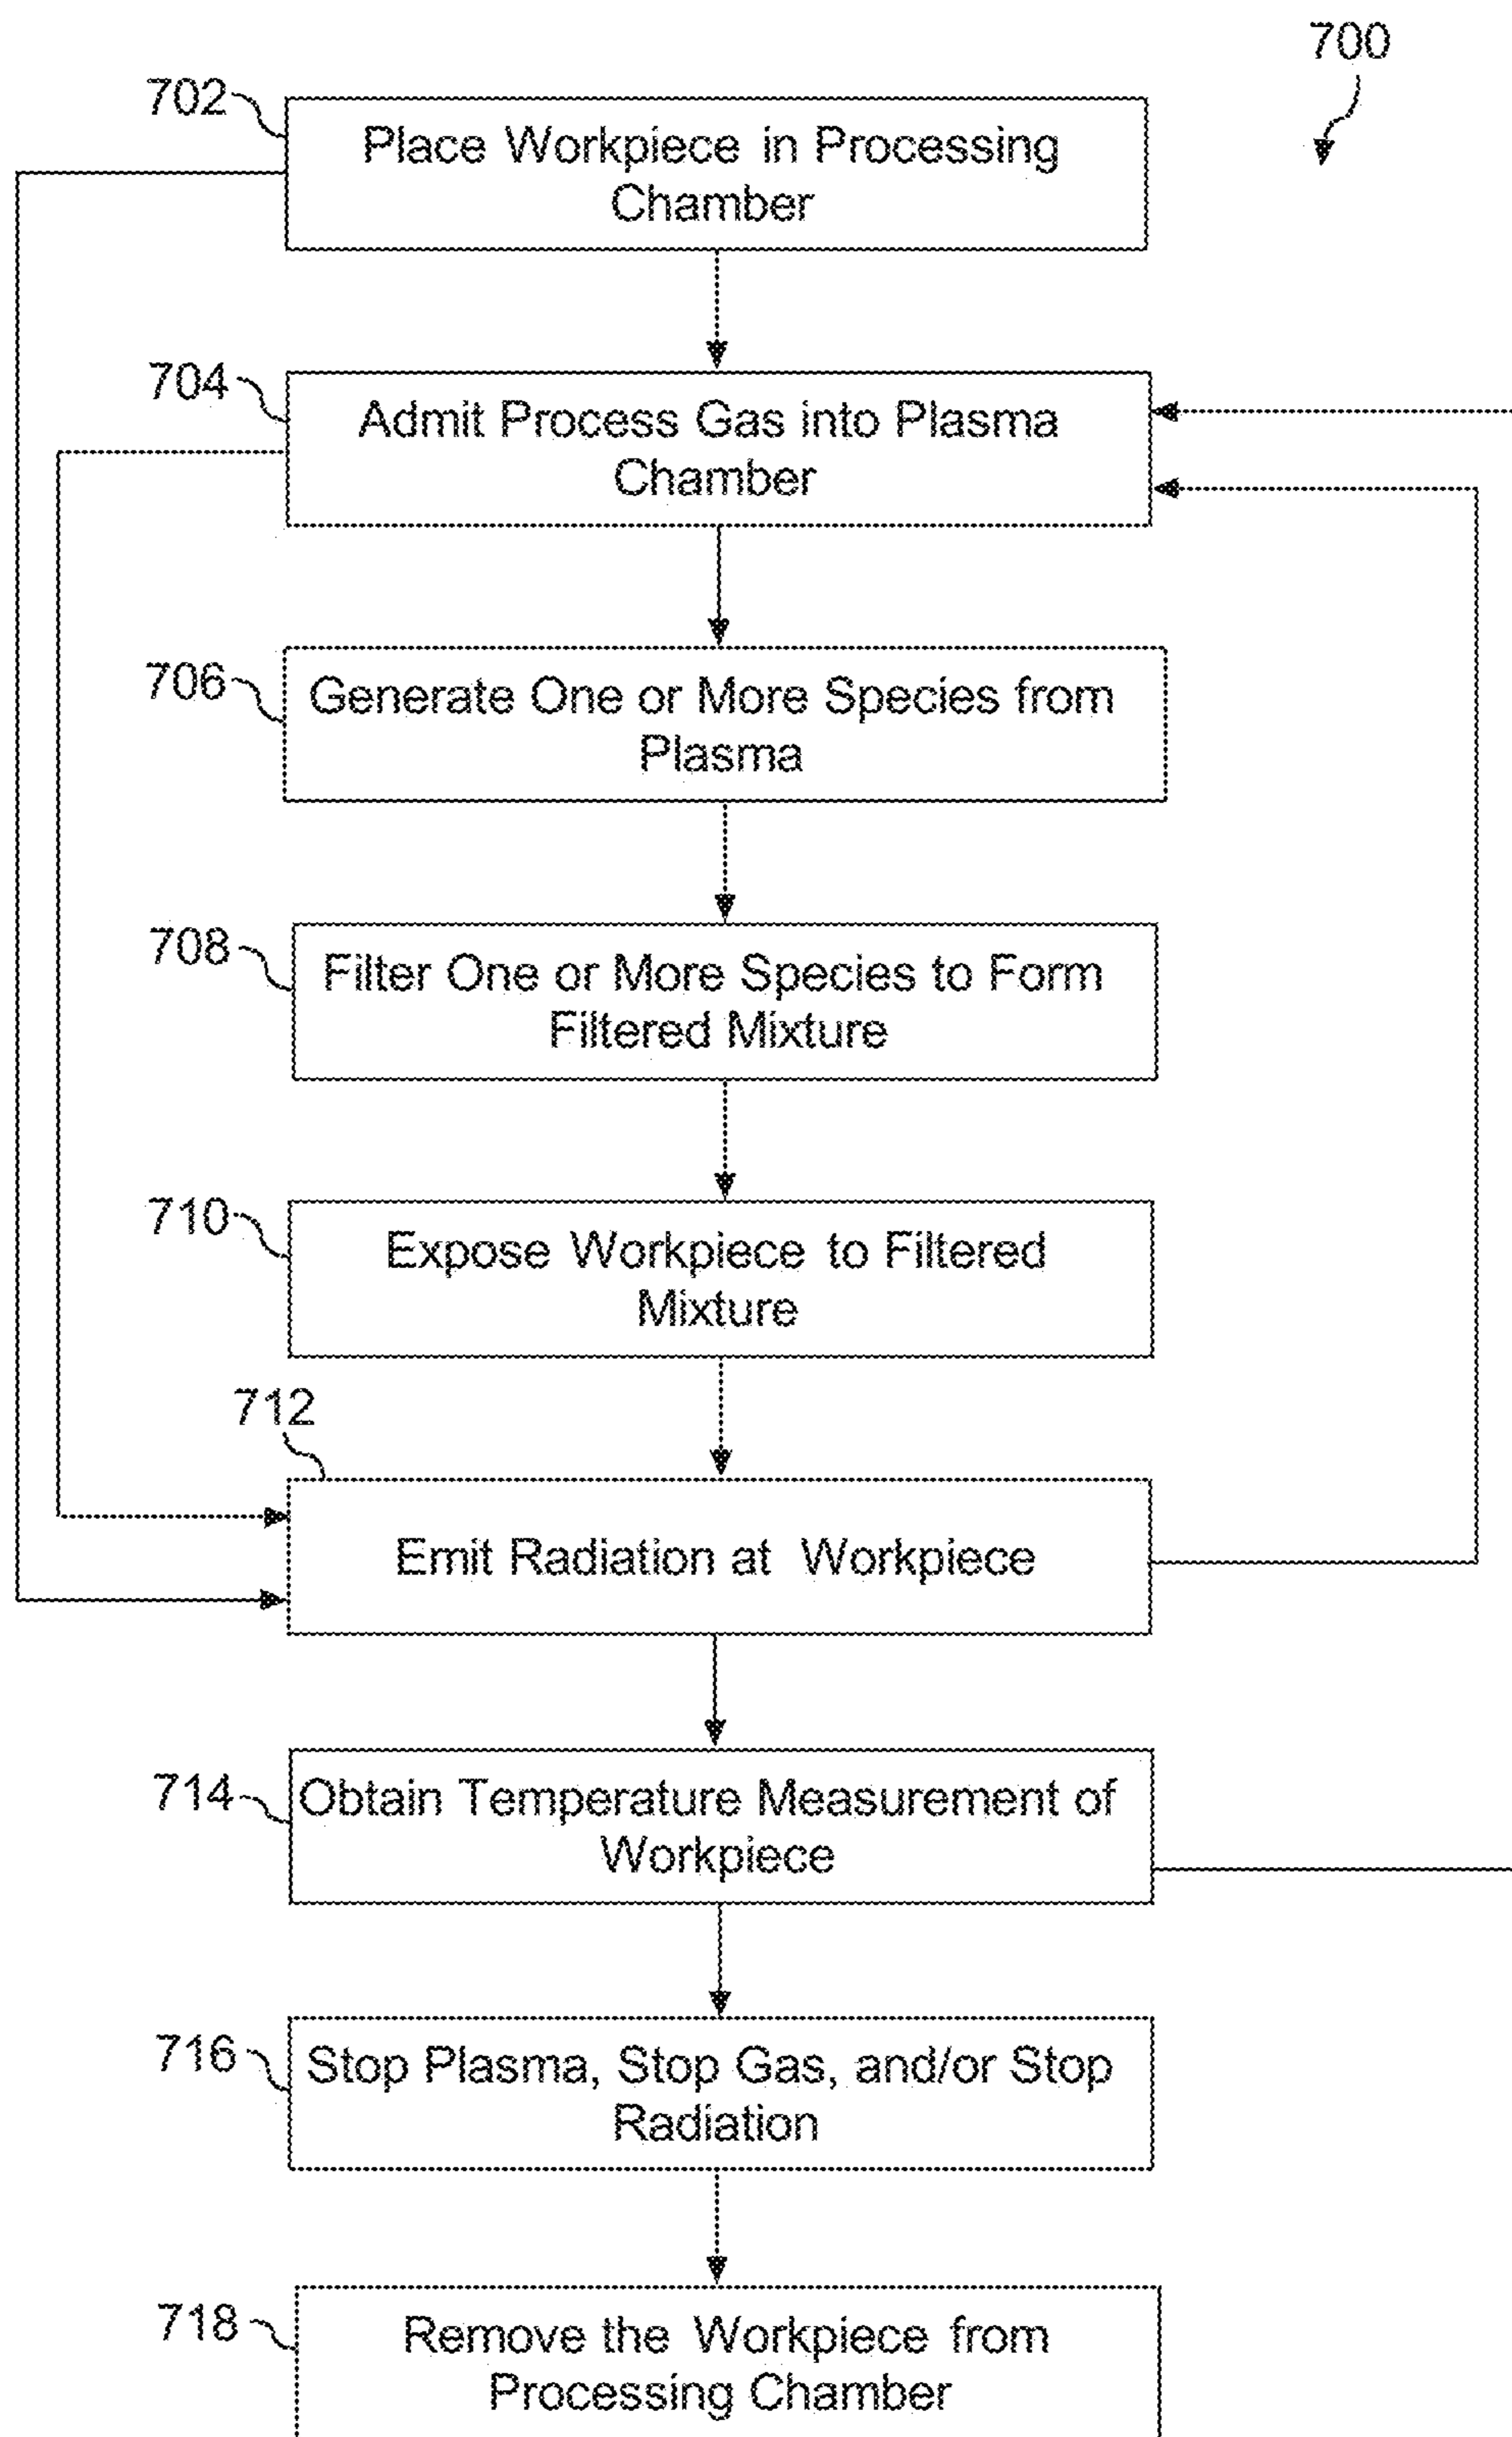 700
702
Place Workpiece in Processing
Chamber
704
Admit Process Gas into Plasma
Chamber
706
Generate One or More Species from
Plasma
708
Filter One or More Species to Form
Filtered Mixture
710
Expose Workpiece to Filtered
Mixture
712
Emit Radiation at Workpiece
714
Obtain Temperature Measurement of
Workpiece
716
Stop Plasma, Stop Gas, and/or Stop
Radiation
718
Remove the Workpiece from
Processing Chamber